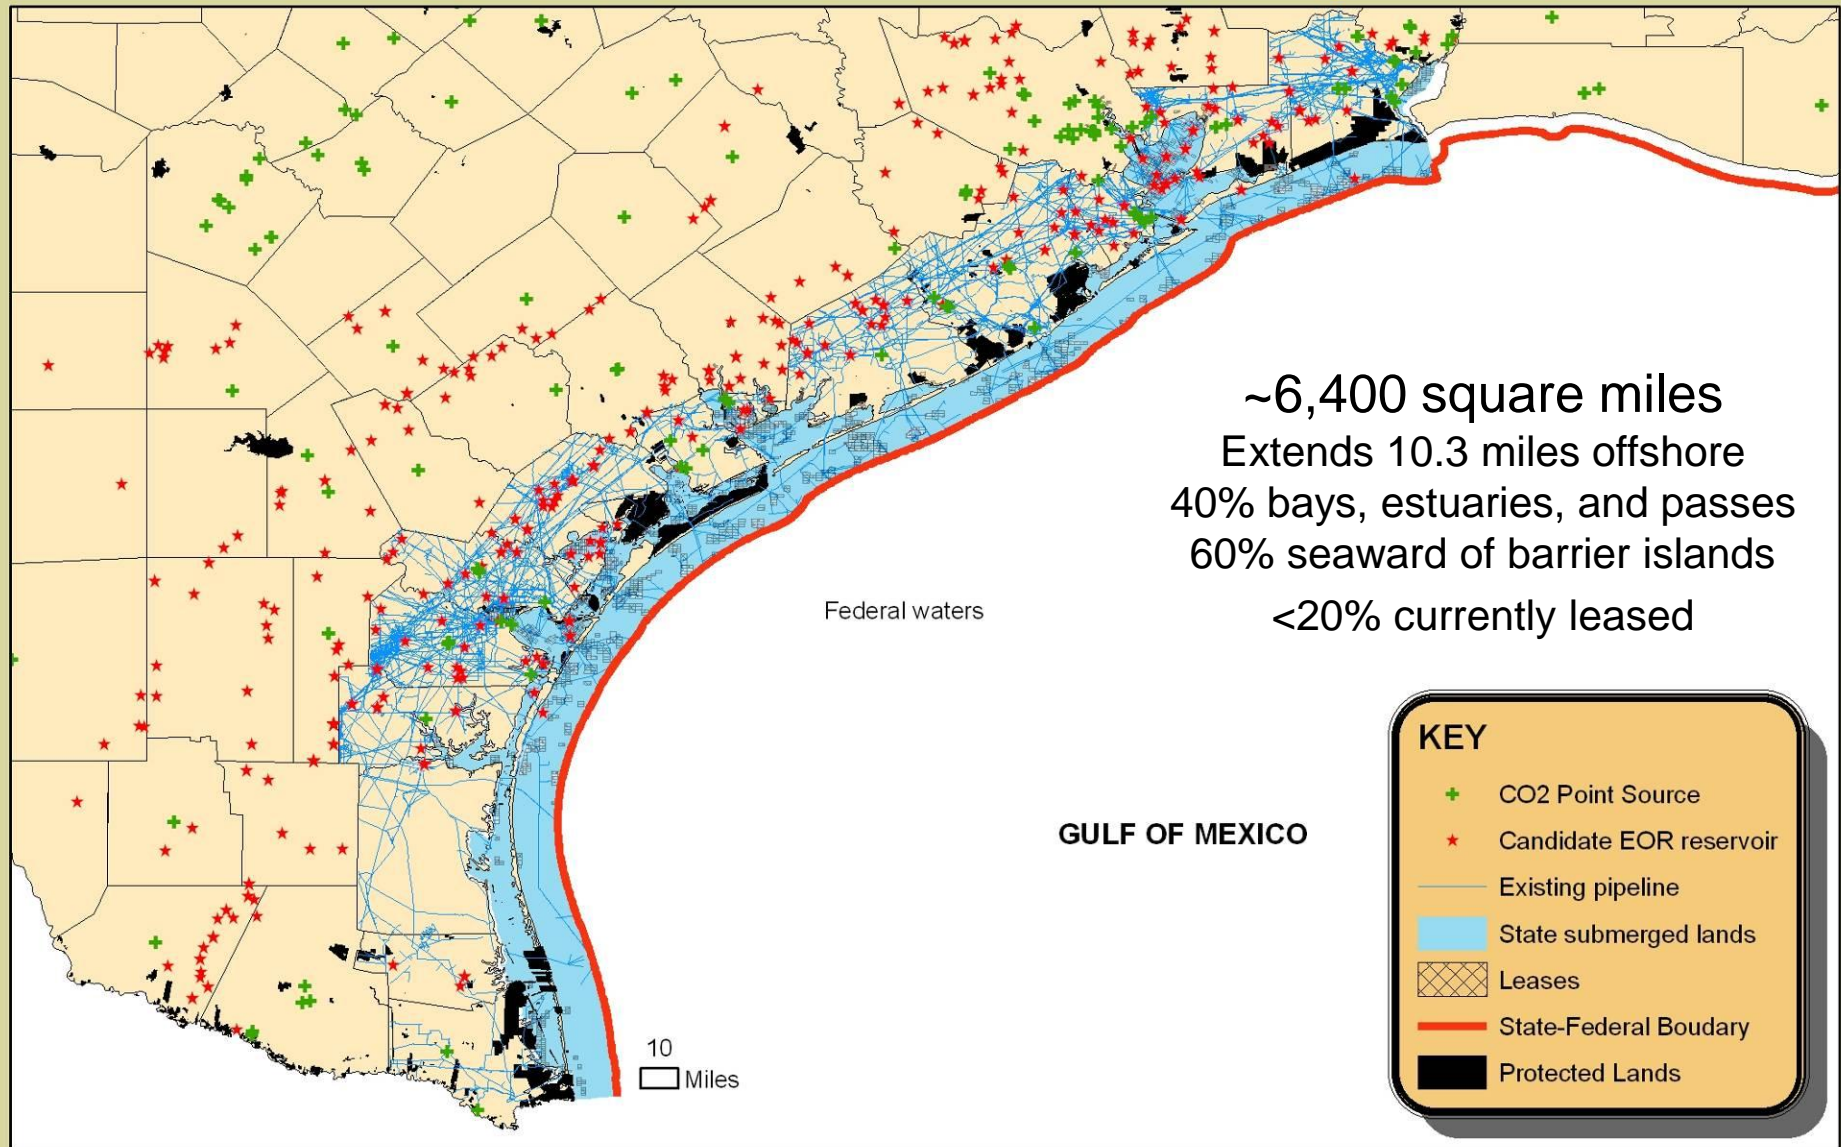 ~6,400 square miles
Extends 10.3 miles offshore
40% bays, estuaries, and passes
60% seaward of barrier islands
<20% currently leased
Federal waters
GULF OF MEXICO
10
Miles
KEY
CO2 Point Source
Candidate EOR reservoir
Existing pipeline
State submerged lands
Leases
State-Federal Boudary
Protected Lands